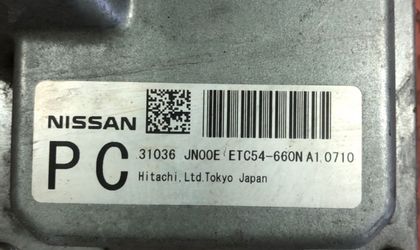 NISSAN
PC 31036 JN00E ETC54-660N A1 0710
Hitachi, Ltd. Tokyo Japan